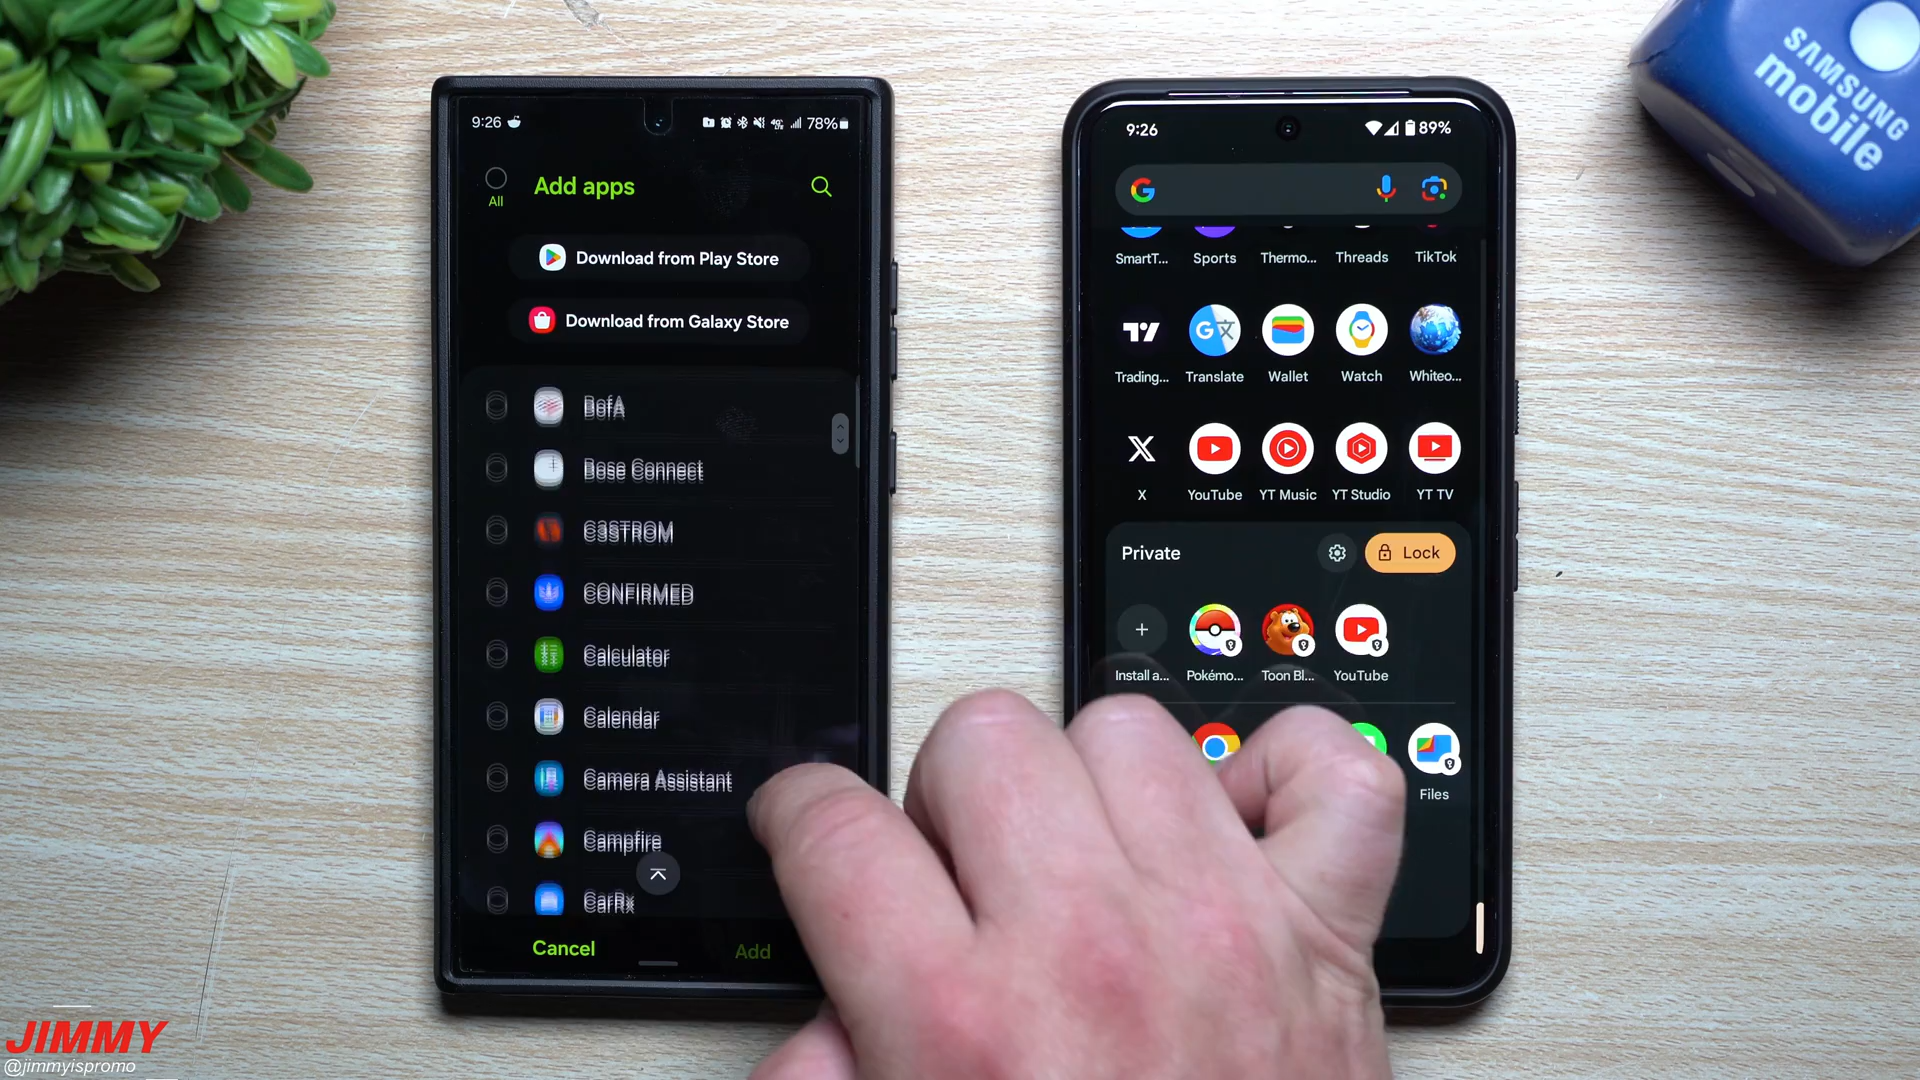 9:26
78%
All
Add apps
Download from Play Store
Download from Galaxy Store
BofA
Bose Connect
C3STROM
CONFIRMED
Calculator
Calendar
Camera Assistant
Campfire
CarRx
Cancel
Add
9:26
89%
SmartT...
Sports
Thermo...
Threads
TikTok
Trading...
Translate
Wallet
Watch
Whiteo...
X
YouTube
YT Music
YT Studio
YT TV
Private
Lock
Install a...
Pokémo...
Toon Bl...
YouTube
Files
SAMSUNG
mobile
JIMMY
@jimmyispromo